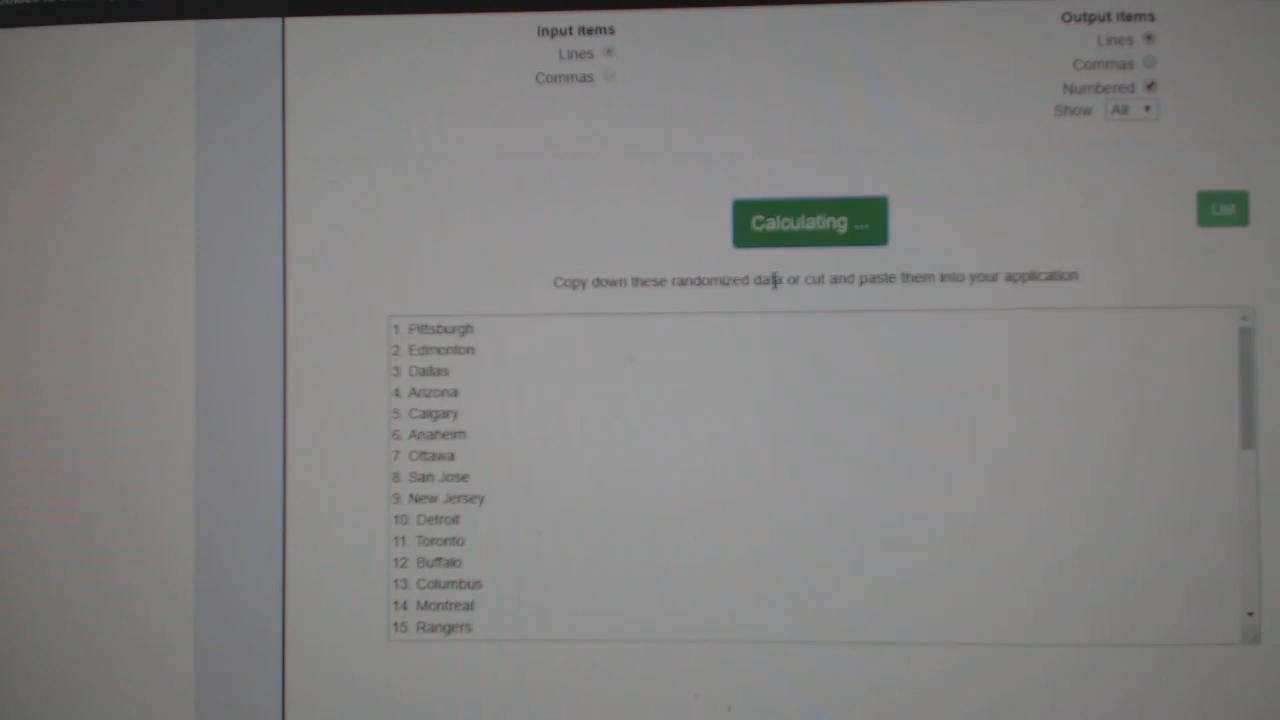 Input items
Lines
Commas
Output items
Lines
Commas
Numbered
Show All
Calculating ...
List
Copy down these randomized data or cut and paste them into your application
1. Pittsburgh
2. Edmonton
3. Dallas
4. Arizona
5. Calgary
6. Anaheim
7. Ottawa
8. San Jose
9. New Jersey
10. Detroit
11. Toronto
12. Buffalo
13. Columbus
14. Montreal
15. Rangers